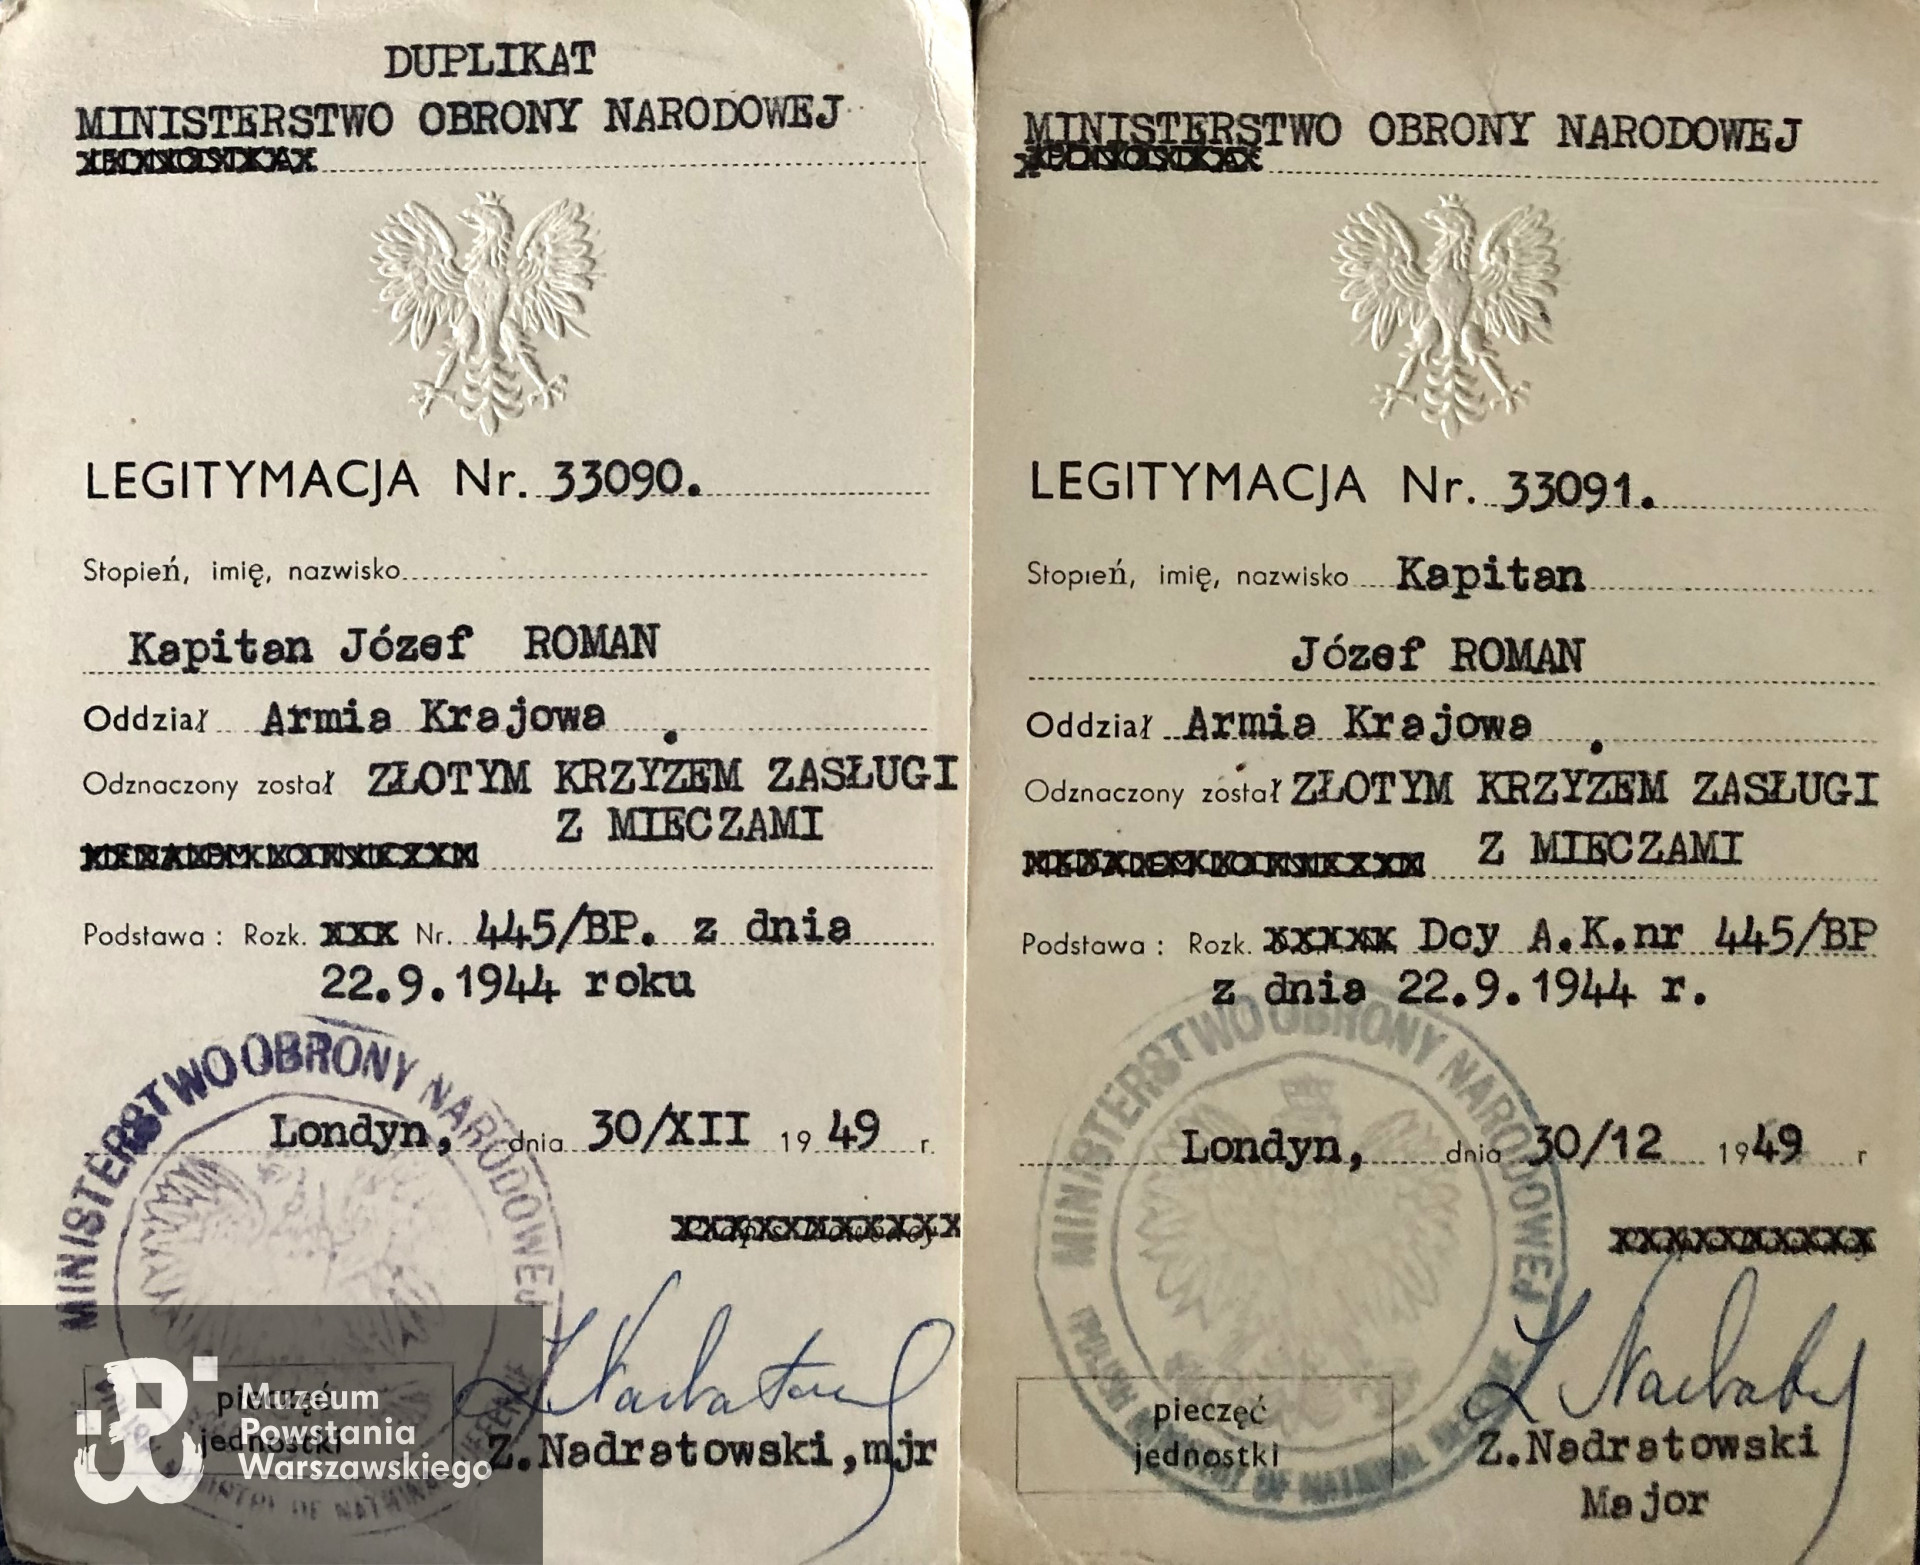 DUPLIKAT
MINISTERSTWO OBRONY NARODOWEJ
LEGITYMACJA Nr. 33090.
Stopień, imię, nazwisko
Kapitan Józef ROMAN
Oddział Armia Krajowa .
Odznaczony został ZŁOTYM KRZYŻEM ZASŁUGI
Z MIECZAMI
Podstawa : Rozk. XXX Nr. 445/BP. z dnia
22.9.1944 roku
Londyn, dnia 30/XII 1949 r.
MINISTERSTWO OBRONY NARODOWEJ
pieczęć
jednostki
Z.Nadratowski,mjr
Muzeum
Powstania
Warszawskiego
MINISTERSTWO OBRONY NARODOWEJ
LEGITYMACJA Nr. 33091.
Stopień, imię, nazwisko Kapitan
Józef ROMAN
Oddział Armia Krajowa .
Odznaczony został ZŁOTYM KRZYŻEM ZASŁUGI
Z MIECZAMI
Podstawa : Rozk. XXXXX Dcy A.K.nr 445/BP
z dnia 22.9.1944 r.
Londyn, dnia 30/12 1949 r
MINISTERSTWO OBRONY NARODOWEJ
OF NATIONAL
pieczęć
jednostki
Z.Nadratowski
Major